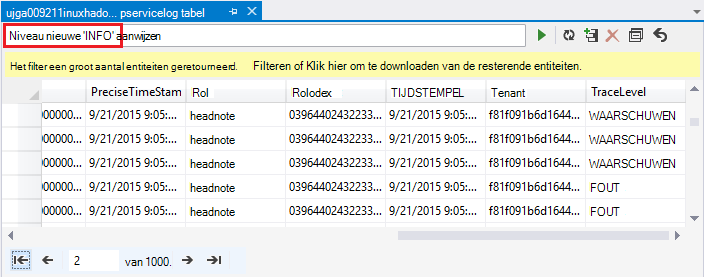 ujga009211inuxhado... pservicelog tabel
Niveau nieuwe 'INFO' aanwijzen
Het filter een groot aantal entiteiten geretourneerd. Filteren of Klik hier om te downloaden van de resterende entiteiten.
PreciseTimeStam Rol Rolodex TIJDSTEMPEL Tenant TraceLevel
000000... 9/21/2015 9:05:... headnote 03964402432233... 9/21/2015 9:05:... f81f091b6d1644... WAARSCHUWEN
000000... 9/21/2015 9:05:... headnote 03964402432233... 9/21/2015 9:05:... f81f091b6d1644... WAARSCHUWEN
000000... 9/21/2015 9:05:... headnote 03964402432233... 9/21/2015 9:05:... f81f091b6d1644... WAARSCHUWEN
000000... 9/21/2015 9:05:... headnote 03964402432233... 9/21/2015 9:05:... f81f091b6d1644... FOUT
000000... 9/21/2015 9:05:... headnote 03964402432233... 9/21/2015 9:05:... f81f091b6d1644... FOUT
2 van 1000.